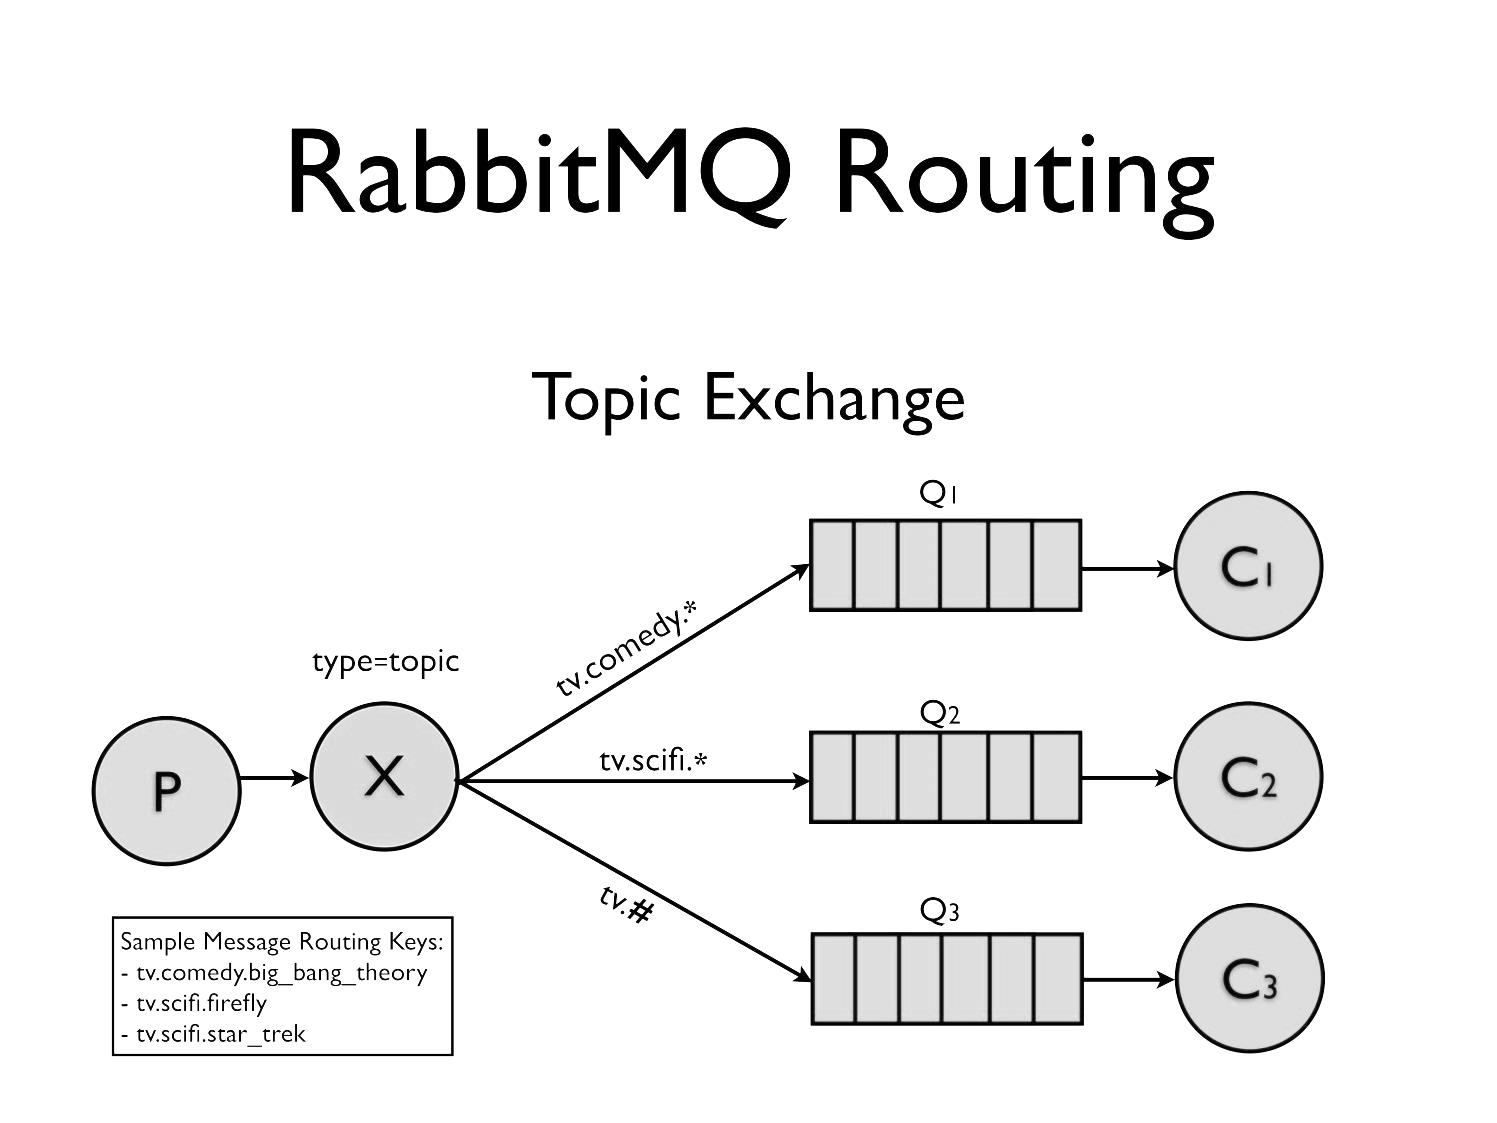 RabbitMQ Routing
Topic Exchange
Q1
C1
tv.comedy.*
type=topic
Q2
P
X
tv.scifi.*
C2
tv.#
Q3
C3
Sample Message Routing Keys:
- tv.comedy.big_bang_theory
- tv.scifi.firefly
- tv.scifi.star_trek